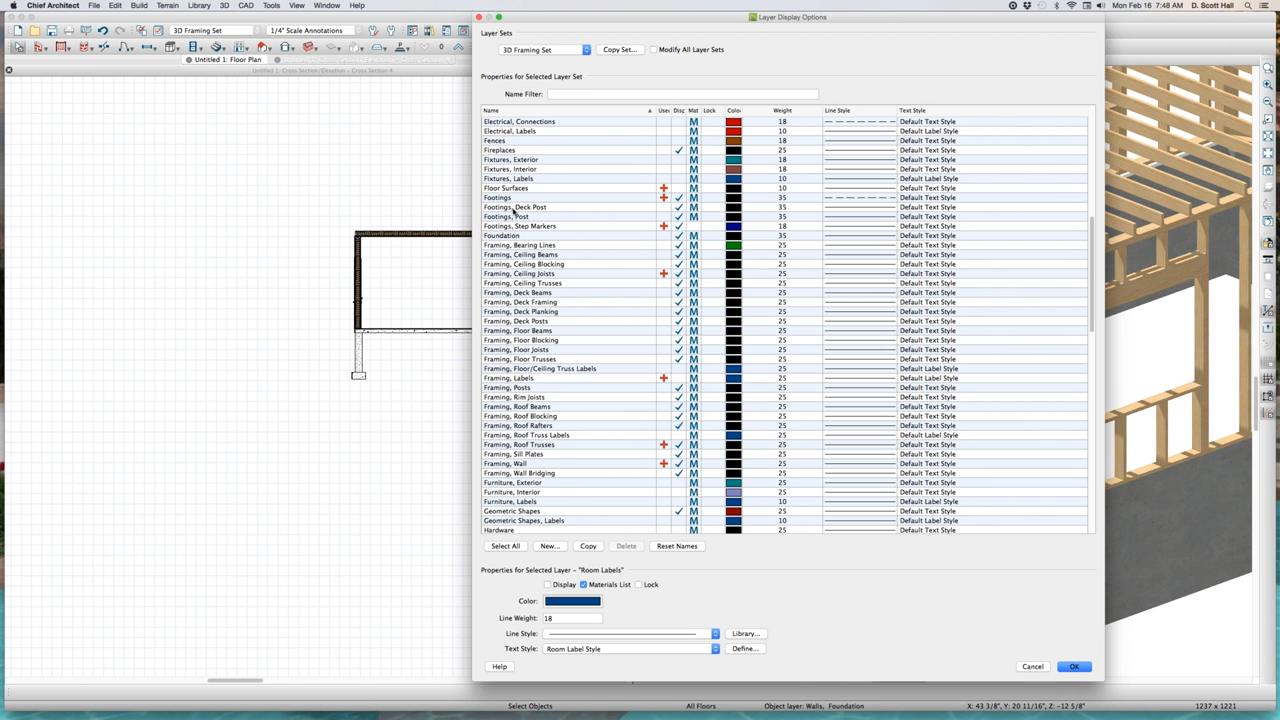 Chief Architect File Edit Build Terrain Library 3D CAD Tools View Window Help
Mon Feb 16 7:48 AM D. Scott Hall
3D Framing Set 1/4" Scale Annotations
Untitled 1: Floor Plan
Untitled 1: Cross Section/Elevation - Cross Section 4
Layer Display Options
Layer Sets
3D Framing Set Copy Set... Modify All Layer Sets
Properties for Selected Layer Set
Name Filter:
Name Used Disp Mat Lock Color Weight Line Style Text Style
Electrical, Connections M 18 Default Text Style
Electrical, Labels M 10 Default Label Style
Fences M 18 Default Text Style
Fireplaces M 25 Default Text Style
Fixtures, Exterior M 18 Default Text Style
Fixtures, Interior M 18 Default Text Style
Fixtures, Labels M 10 Default Label Style
Floor Surfaces M 10 Default Text Style
Footings M 35 Default Text Style
Footings, Deck Post M 35 Default Text Style
Footings, Post M 35 Default Text Style
Footings, Step Markers 18 Default Text Style
Foundation M 35 Default Text Style
Framing, Bearing Lines M 25 Default Text Style
Framing, Ceiling Beams M 25 Default Text Style
Framing, Ceiling Blocking M 25 Default Text Style
Framing, Ceiling Joists M 25 Default Text Style
Framing, Ceiling Trusses M 25 Default Text Style
Framing, Deck Beams M 25 Default Text Style
Framing, Deck Framing M 25 Default Text Style
Framing, Deck Planking M 25 Default Text Style
Framing, Deck Posts M 25 Default Text Style
Framing, Floor Beams M 25 Default Text Style
Framing, Floor Blocking M 25 Default Text Style
Framing, Floor Joists M 25 Default Text Style
Framing, Floor Trusses M 25 Default Text Style
Framing, Floor/Ceiling Truss Labels M 25 Default Label Style
Framing, Labels M 25 Default Label Style
Framing, Posts M 25 Default Text Style
Framing, Rim Joists M 25 Default Text Style
Framing, Roof Beams M 25 Default Text Style
Framing, Roof Blocking M 25 Default Text Style
Framing, Roof Rafters M 25 Default Text Style
Framing, Roof Truss Labels M 25 Default Label Style
Framing, Roof Trusses M 25 Default Text Style
Framing, Sill Plates M 25 Default Text Style
Framing, Wall M 25 Default Text Style
Framing, Wall Bridging M 25 Default Text Style
Furniture, Exterior M 25 Default Text Style
Furniture, Interior M 25 Default Text Style
Furniture, Labels M 10 Default Label Style
Geometric Shapes M 25 Default Text Style
Geometric Shapes, Labels M 10 Default Label Style
Hardware M 25 Default Text Style
Select All New... Copy Delete Reset Names
Properties for Selected Layer - "Room Labels"
Display Materials List Lock
Color:
Line Weight: 18
Line Style: Library...
Text Style: Room Label Style Define...
Help Cancel OK
Select Objects All Floors Object layer: Walls, Foundation X: 43 3/8", Y: 20 11/16", Z: -12 5/8" 1237 x 1221